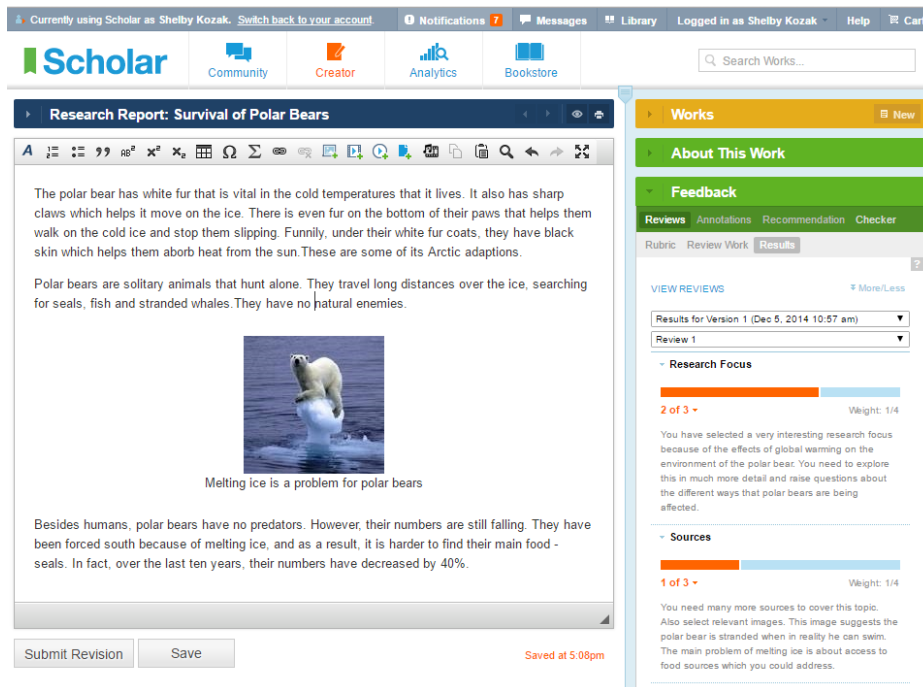 Currently using Scholar as Shelby Kozak. Switch back to your account.
Notifications 7
Messages
Library
Logged in as Shelby Kozak
Help
Cart
Scholar
Community
Creator
Analytics
Bookstore
Search Works...
Research Report: Survival of Polar Bears
The polar bear has white fur that is vital in the cold temperatures that it lives. It also has sharp
claws which helps it move on the ice. There is even fur on the bottom of their paws that helps them
walk on the cold ice and stop them slipping. Funnily, under their white fur coats, they have black
skin which helps them aborb heat from the sun.These are some of its Arctic adaptions.
Polar bears are solitary animals that hunt alone. They travel long distances over the ice, searching
for seals, fish and stranded whales.They have no natural enemies.
Melting ice is a problem for polar bears
Besides humans, polar bears have no predators. However, their numbers are still falling. They have
been forced south because of melting ice, and as a result, it is harder to find their main food -
seals. In fact, over the last ten years, their numbers have decreased by 40%.
Submit Revision
Save
Saved at 5:08pm
Works
New
About This Work
Feedback
Reviews Annotations Recommendation Checker
Rubric Review Work Results
?
VIEW REVIEWS
More/Less
Results for Version 1 (Dec 5, 2014 10:57 am)
Review 1
Research Focus
2 of 3
Weight: 1/4
You have selected a very interesting research focus
because of the effects of global warming on the
environment of the polar bear. You need to explore
this in much more detail and raise questions about
the different ways that polar bears are being
affected.
Sources
1 of 3
Weight: 1/4
You need many more sources to cover this topic.
Also select relevant images. This image suggests the
polar bear is stranded when in reality he can swim.
The main problem of melting ice is about access to
food sources which you could address.